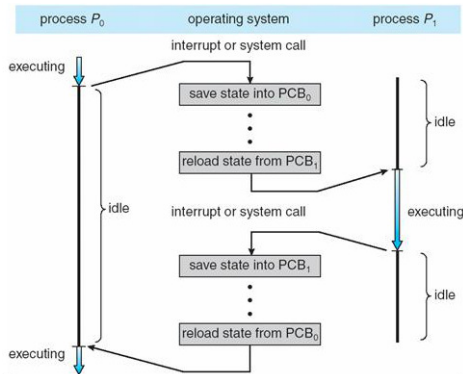 process P₀
operating system
process P₁
interrupt or system call
executing
save state into PCB₀
idle
reload state from PCB₁
idle
interrupt or system call
executing
save state into PCB₁
idle
reload state from PCB₀
executing